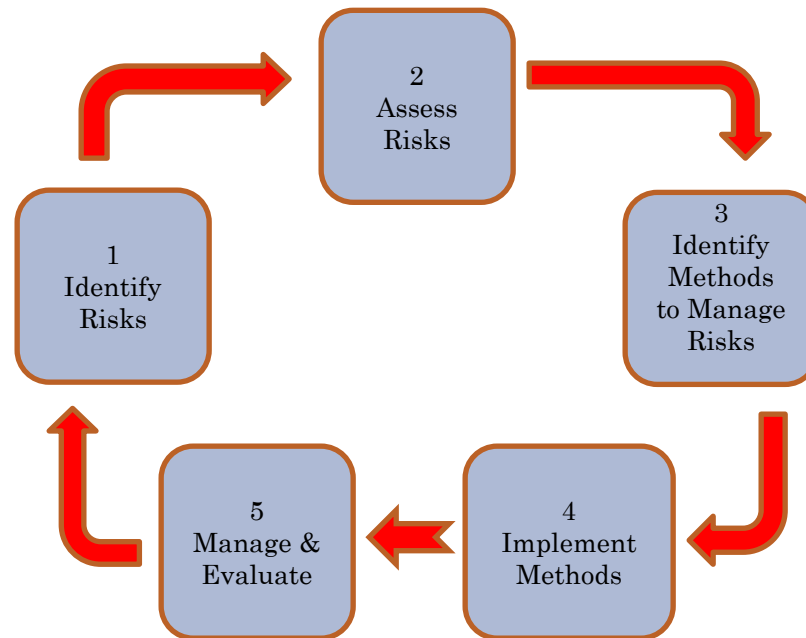 1
Identify
Risks
2
Assess
Risks
3
Identify
Methods
to Manage
Risks
4
Implement
Methods
5
Manage &
Evaluate